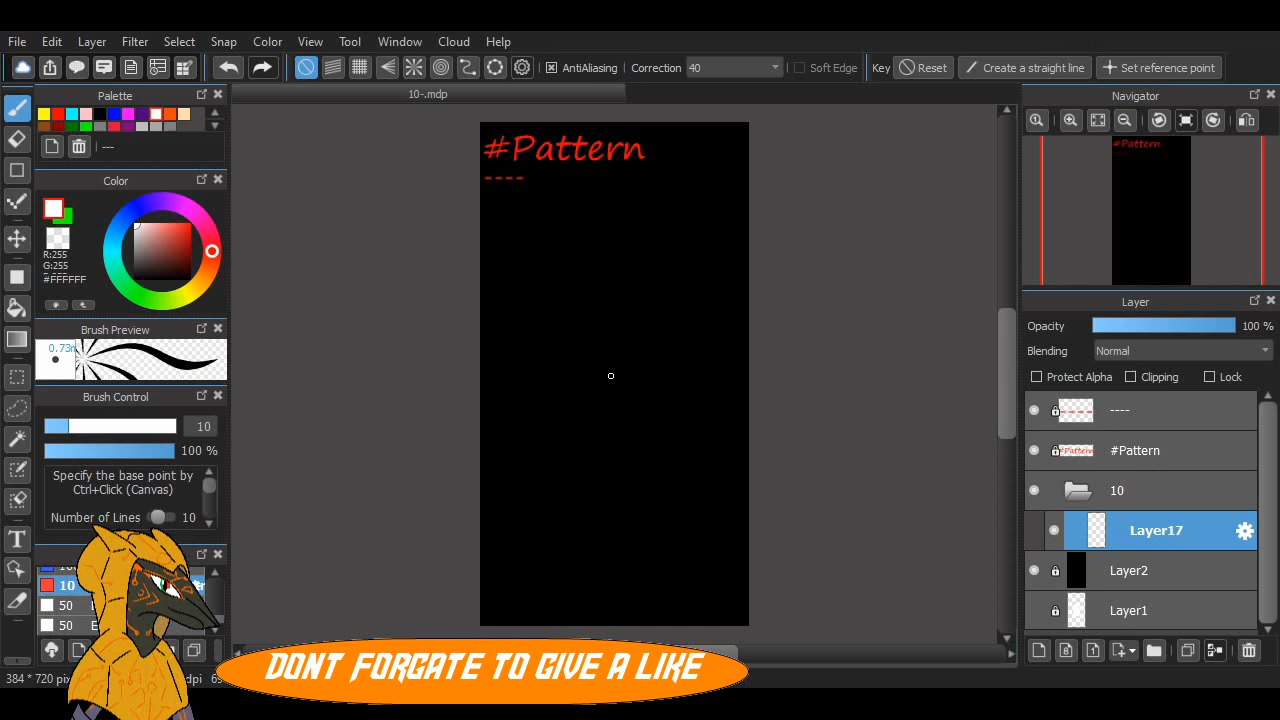 File Edit Layer Filter Select Snap Color View Tool Window Cloud Help
AntiAliasing Correction 40 Soft Edge Key Reset Create a straight line Set reference point
Palette
10-.mdp
Navigator
---
Color
R:255
G:255
#FFFFFF
#Pattern
----
#Pattern
Brush Preview
0.73m
Brush Control
10
100 %
Specify the base point by
Ctrl+Click (Canvas)
Number of Lines 10
10
50
50
Layer
Opacity 100 %
Blending Normal
Protect Alpha Clipping Lock
----
#Pattern
#Pattern
10
Layer17
Layer2
Layer1
DONT FORGATE TO GIVE A LIKE
384 * 720 pix
dpi